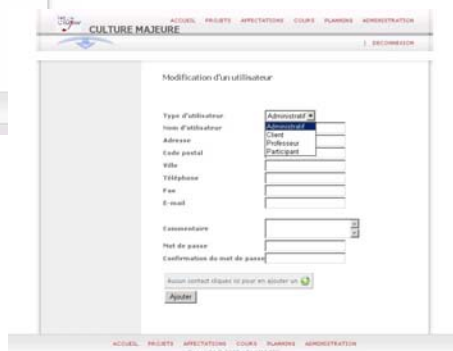 CULTURE MAJEURE
ACCUEIL PROJETS AFFECTATIONS COURS PLANNING ADMINISTRATION
| DECONNEXION
Modification d'un utilisateur
Type d'utilisateur Administratif
Administratif
Client
Professeur
Participant
Nom d'utilisateur
Adresse
Code postal
Ville
Téléphone
Fax
E-mail
Commentaire
Mot de passe
Confirmation du mot de passe
Aucun contact cliquez ici pour en ajouter un
Ajouter
ACCUEIL PROJETS AFFECTATIONS COURS PLANNING ADMINISTRATION